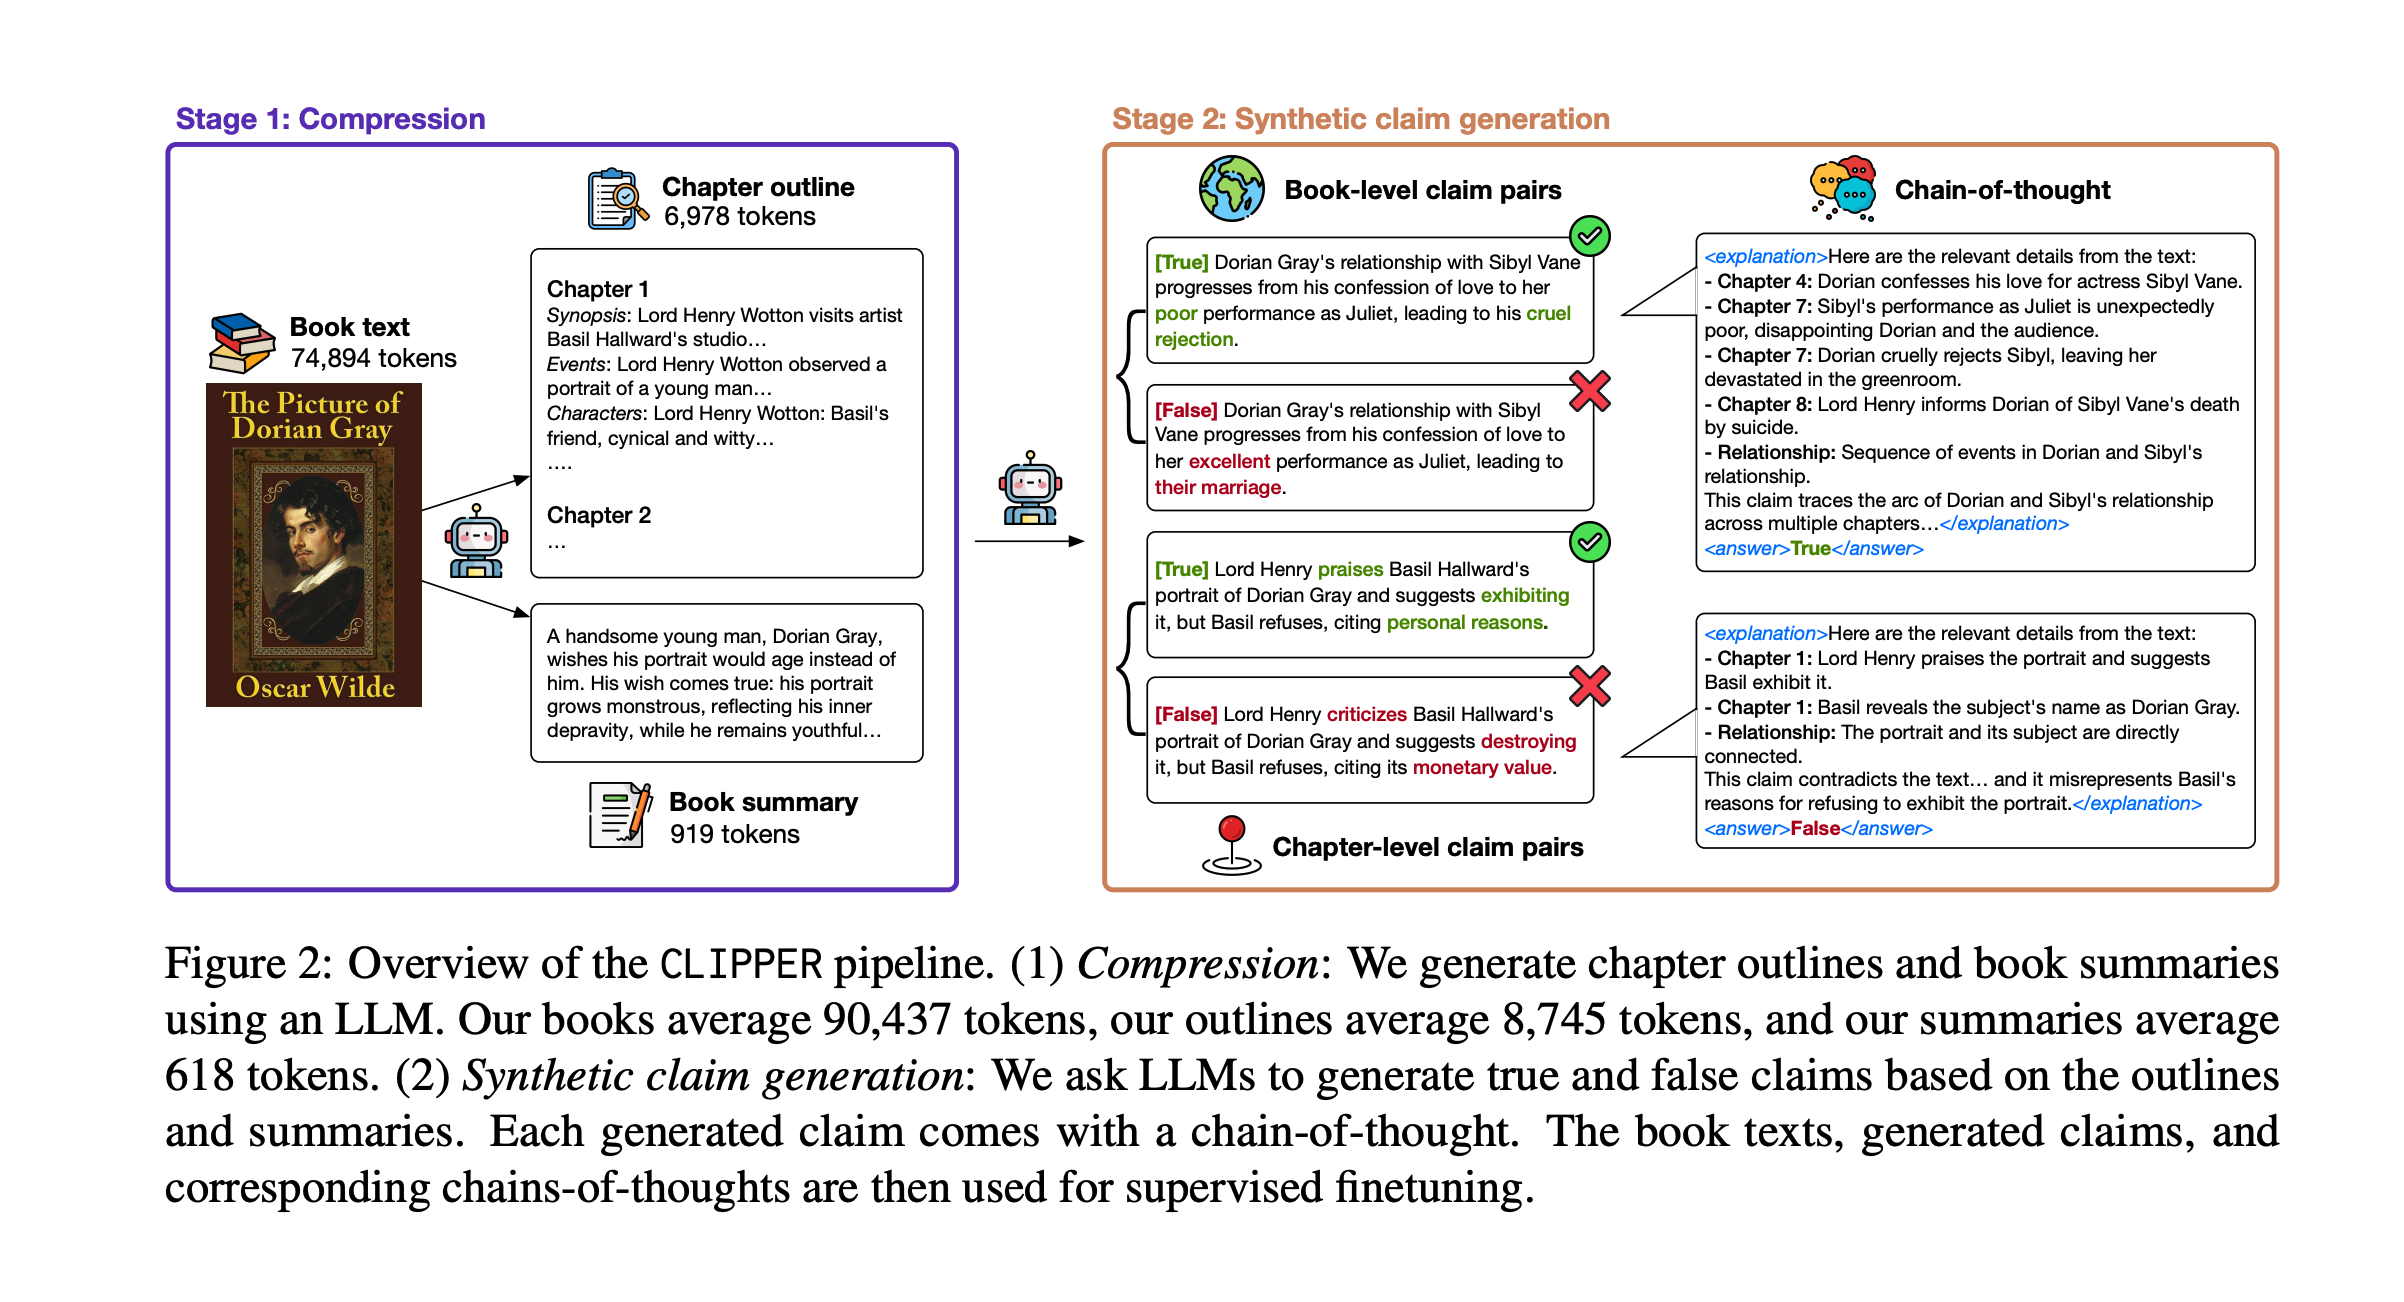 Stage 1: Compression
Chapter outline
6,978 tokens
Book text
74,894 tokens
The Picture of
Dorian Gray
Oscar Wilde
Chapter 1
Synopsis: Lord Henry Wotton visits artist
Basil Hallward's studio…
Events: Lord Henry Wotton observed a
portrait of a young man…
Characters: Lord Henry Wotton: Basil's
friend, cynical and witty…
....
Chapter 2
...
A handsome young man, Dorian Gray,
wishes his portrait would age instead of
him. His wish comes true: his portrait
grows monstrous, reflecting his inner
depravity, while he remains youthful…
Book summary
919 tokens
Stage 2: Synthetic claim generation
Book-level claim pairs
[True] Dorian Gray's relationship with Sibyl Vane
progresses from his confession of love to her
poor performance as Juliet, leading to his cruel
rejection.
[False] Dorian Gray's relationship with Sibyl
Vane progresses from his confession of love to
her excellent performance as Juliet, leading to
their marriage.
[True] Lord Henry praises Basil Hallward's
portrait of Dorian Gray and suggests exhibiting
it, but Basil refuses, citing personal reasons.
[False] Lord Henry criticizes Basil Hallward's
portrait of Dorian Gray and suggests destroying
it, but Basil refuses, citing its monetary value.
Chapter-level claim pairs
Chain-of-thought
<explanation>Here are the relevant details from the text:
- Chapter 4: Dorian confesses his love for actress Sibyl Vane.
- Chapter 7: Sibyl's performance as Juliet is unexpectedly
poor, disappointing Dorian and the audience.
- Chapter 7: Dorian cruelly rejects Sibyl, leaving her
devastated in the greenroom.
- Chapter 8: Lord Henry informs Dorian of Sibyl Vane's death
by suicide.
- Relationship: Sequence of events in Dorian and Sibyl's
relationship.
This claim traces the arc of Dorian and Sibyl's relationship
across multiple chapters…</explanation>
<answer>True</answer>
<explanation>Here are the relevant details from the text:
- Chapter 1: Lord Henry praises the portrait and suggests
Basil exhibit it.
- Chapter 1: Basil reveals the subject's name as Dorian Gray.
- Relationship: The portrait and its subject are directly
connected.
This claim contradicts the text… and it misrepresents Basil's
reasons for refusing to exhibit the portrait.</explanation>
<answer>False</answer>
Figure 2: Overview of the CLIPPER pipeline. (1) Compression: We generate chapter outlines and book summaries
using an LLM. Our books average 90,437 tokens, our outlines average 8,745 tokens, and our summaries average
618 tokens. (2) Synthetic claim generation: We ask LLMs to generate true and false claims based on the outlines
and summaries. Each generated claim comes with a chain-of-thought. The book texts, generated claims, and
corresponding chains-of-thoughts are then used for supervised finetuning.